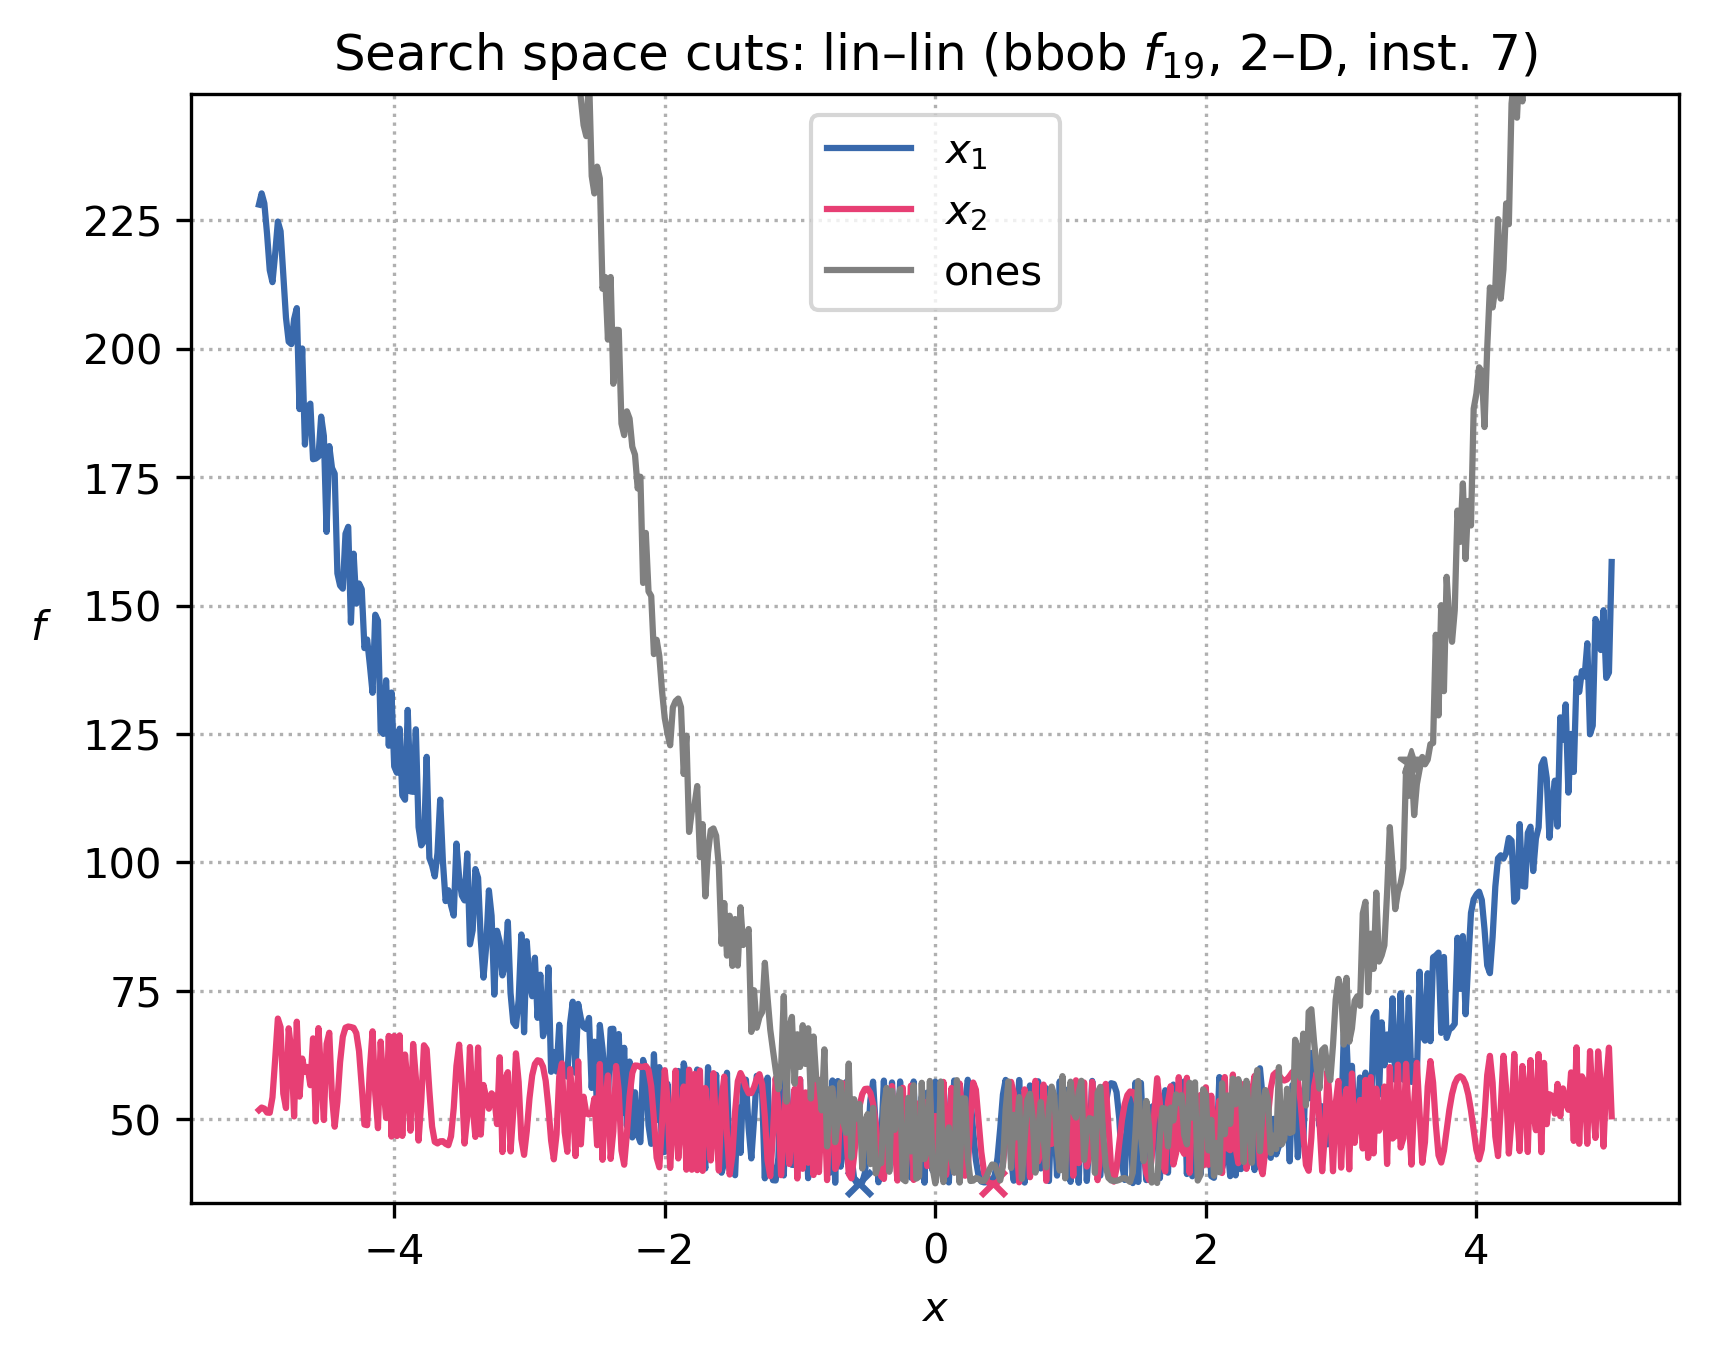 Search space cuts: lin–lin (bbob f₁₉, 2–D, inst. 7)
x₁
x₂
ones
225
200
175
150
125
100
75
50
f
−4 −2 0 2 4
x